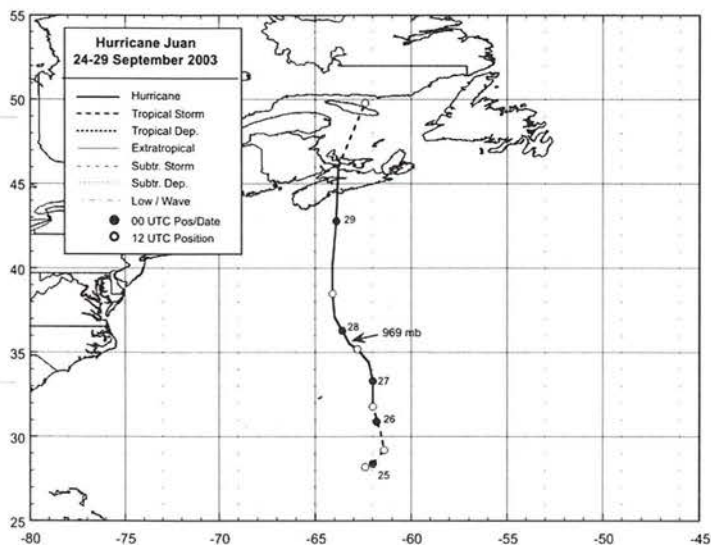 Hurricane Juan
24-29 September 2003
Hurricane
Tropical Storm
Tropical Dep.
Extratropical
Subtr. Storm
Subtr. Dep.
Low / Wave
00 UTC Pos/Date
12 UTC Position
55
50
45
40
35
30
25
29
28
969 mb
27
26
25
-80
-75
-70
-65
-60
-55
-50
-45